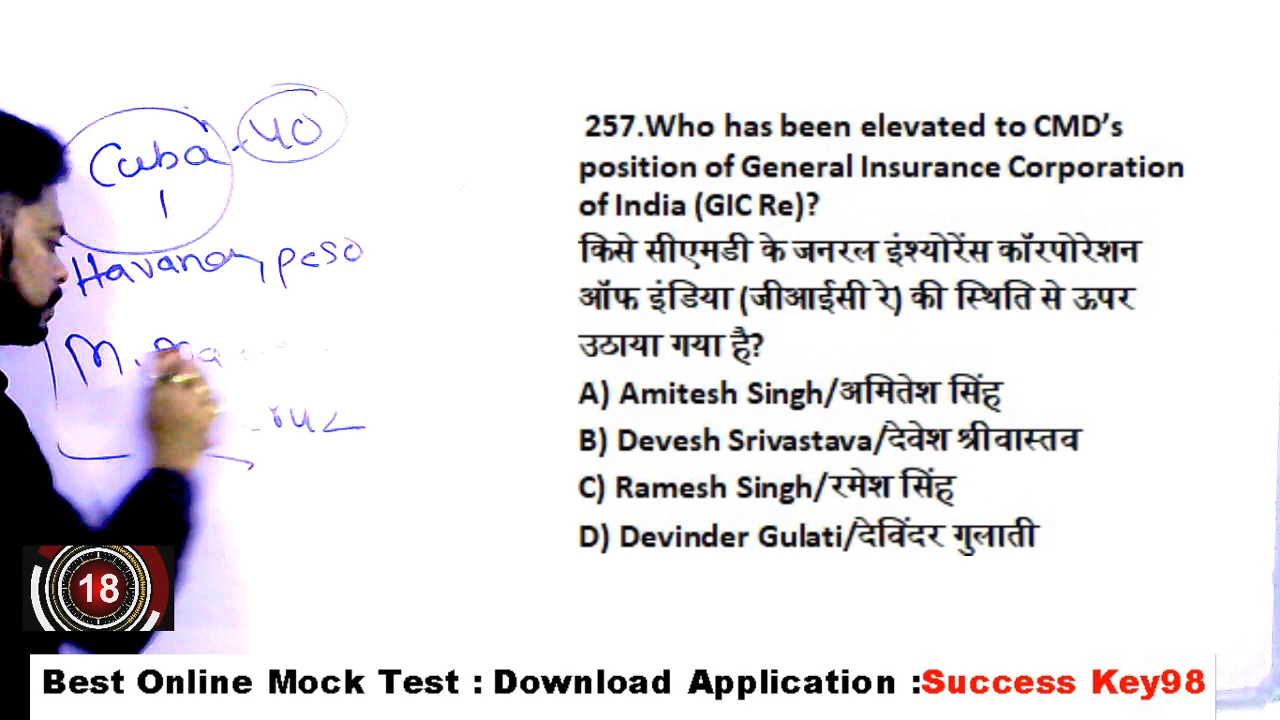 Cuba - 40
Havana, peso
M. Ma
ruz
257.Who has been elevated to CMD's
position of General Insurance Corporation
of India (GIC Re)?
किसे सीएमडी के जनरल इंश्योरेंस कॉरपोरेशन
ऑफ इंडिया (जीआईसी रे) की स्थिति से ऊपर
उठाया गया है?
A) Amitesh Singh/अमितेश सिंह
B) Devesh Srivastava/देवेश श्रीवास्तव
C) Ramesh Singh/रमेश सिंह
D) Devinder Gulati/देविंदर गुलाती
18
Best Online Mock Test : Download Application :Success Key98